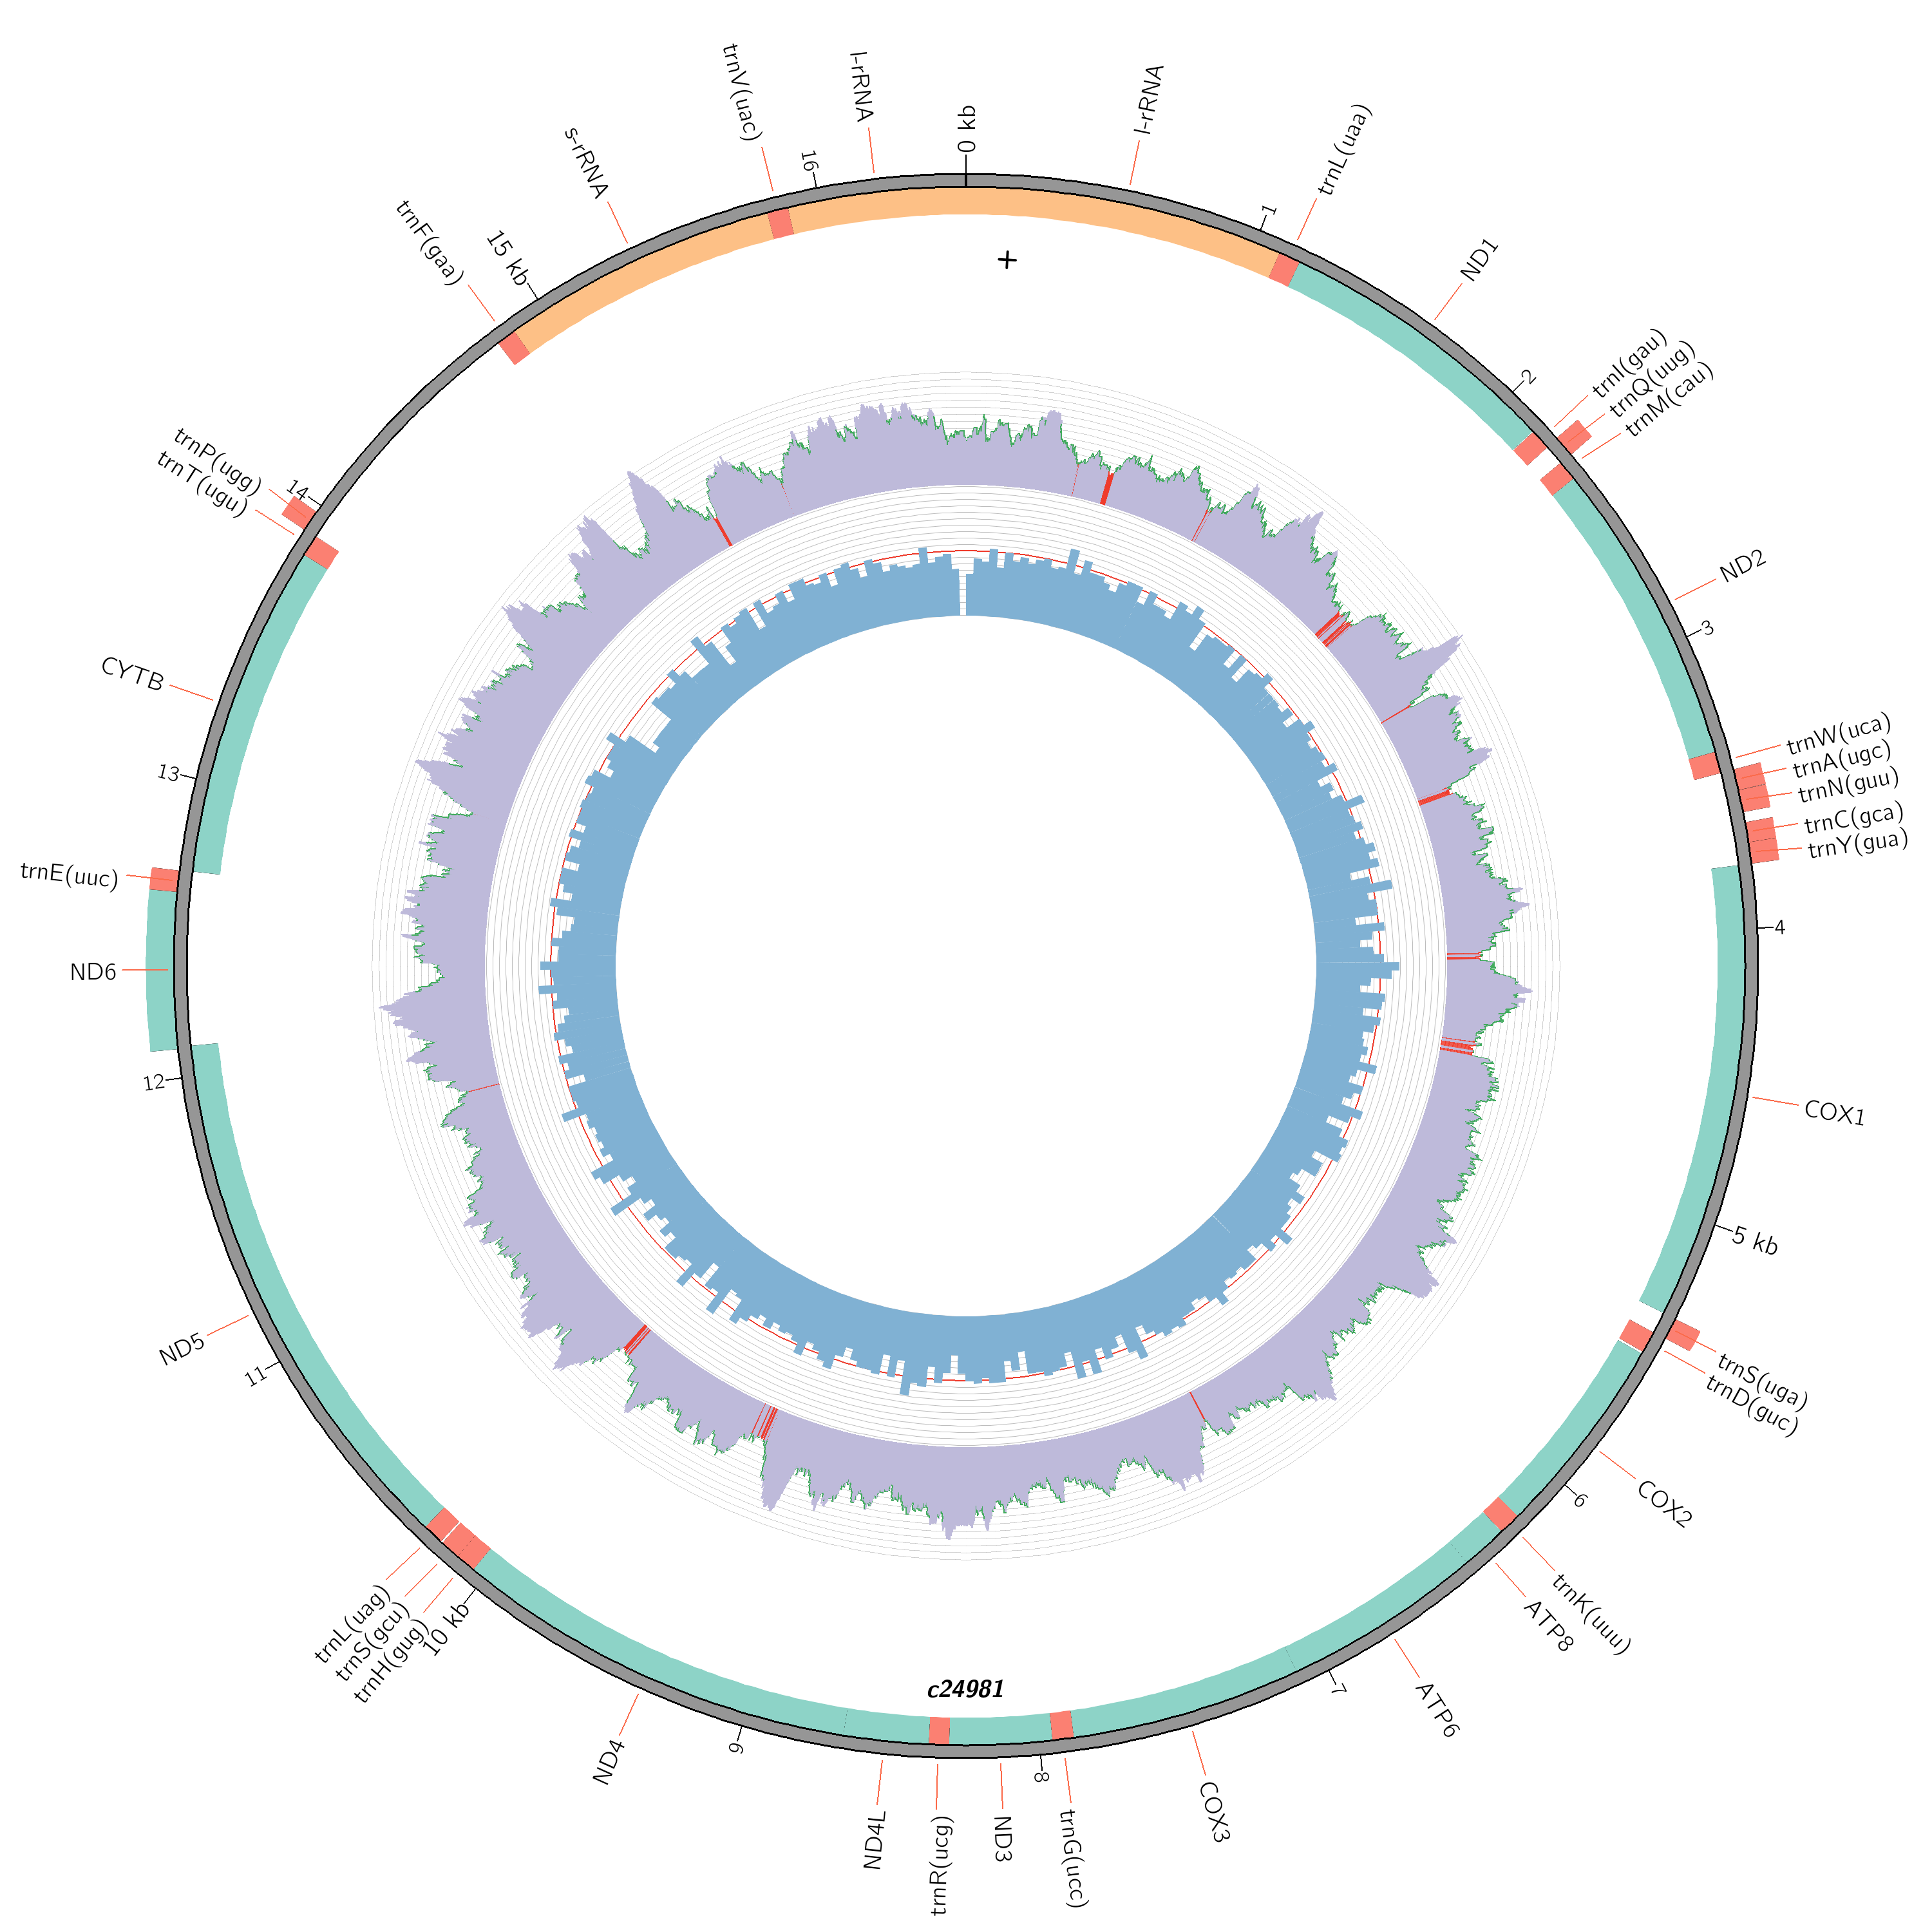 0 kb
l-rRNA
1
trnL(uaa)
ND1
2
trnI(gau)
trnQ(uug)
trnM(cau)
ND2
3
trnW(uca)
trnA(ugc)
trnN(guu)
trnC(gca)
trnY(gua)
4
COX1
5 kb
trnS(uga)
trnD(guc)
COX2
6
trnK(uuu)
ATP8
ATP6
7
COX3
trnG(ucc)
8
ND3
trnR(ucg)
ND4L
9
ND4
10 kb
trnH(gug)
trnS(gcu)
trnL(uag)
11
ND5
12
ND6
trnE(uuc)
13
CYTB
trnT(ugu)
trnP(ugg)
14
trnF(gaa)
15 kb
s-rRNA
trnV(uac)
16
l-rRNA
+
c24981